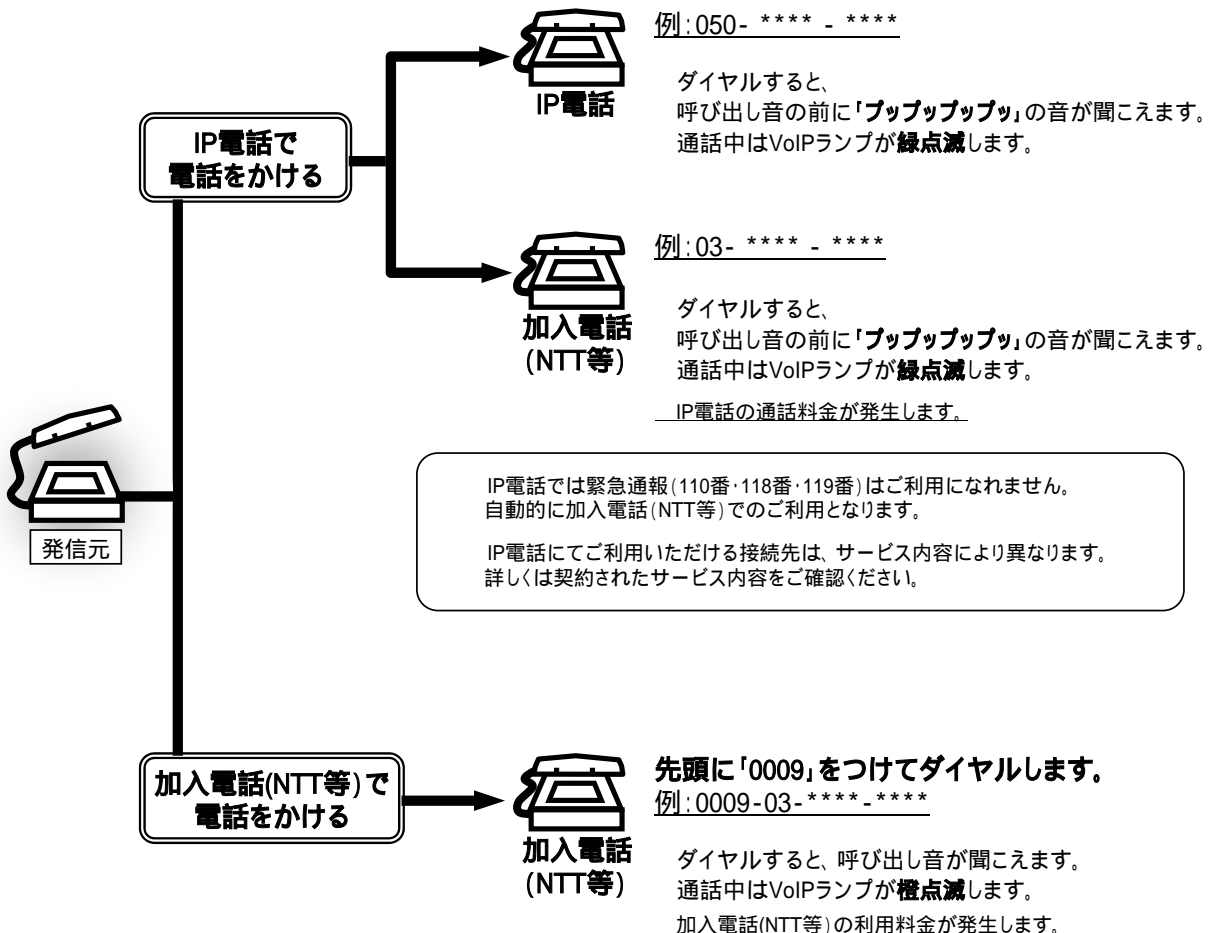 例:050- **** - ****
ダイヤルすると、
呼び出し音の前に「プップップップッ」の音が聞こえます。
通話中はVoIPランプが緑点滅します。
IP電話
IP電話で
電話をかける
例:03- **** - ****
ダイヤルすると、
呼び出し音の前に「プップップップッ」の音が聞こえます。
通話中はVoIPランプが緑点滅します。
IP電話の通話料金が発生します。
加入電話
(NTT等)
発信元
IP電話では緊急通報(110番・118番・119番)はご利用になれません。
自動的に加入電話(NTT等)でのご利用となります。
IP電話にてご利用いただける接続先は、サービス内容により異なります。
詳しくは契約されたサービス内容をご確認ください。
加入電話(NTT等)で
電話をかける
加入電話
(NTT等)
先頭に「0009」をつけてダイヤルします。
例:0009-03-****-****
ダイヤルすると、呼び出し音が聞こえます。
通話中はVoIPランプが橙点滅します。
加入電話(NTT等)の利用料金が発生します。